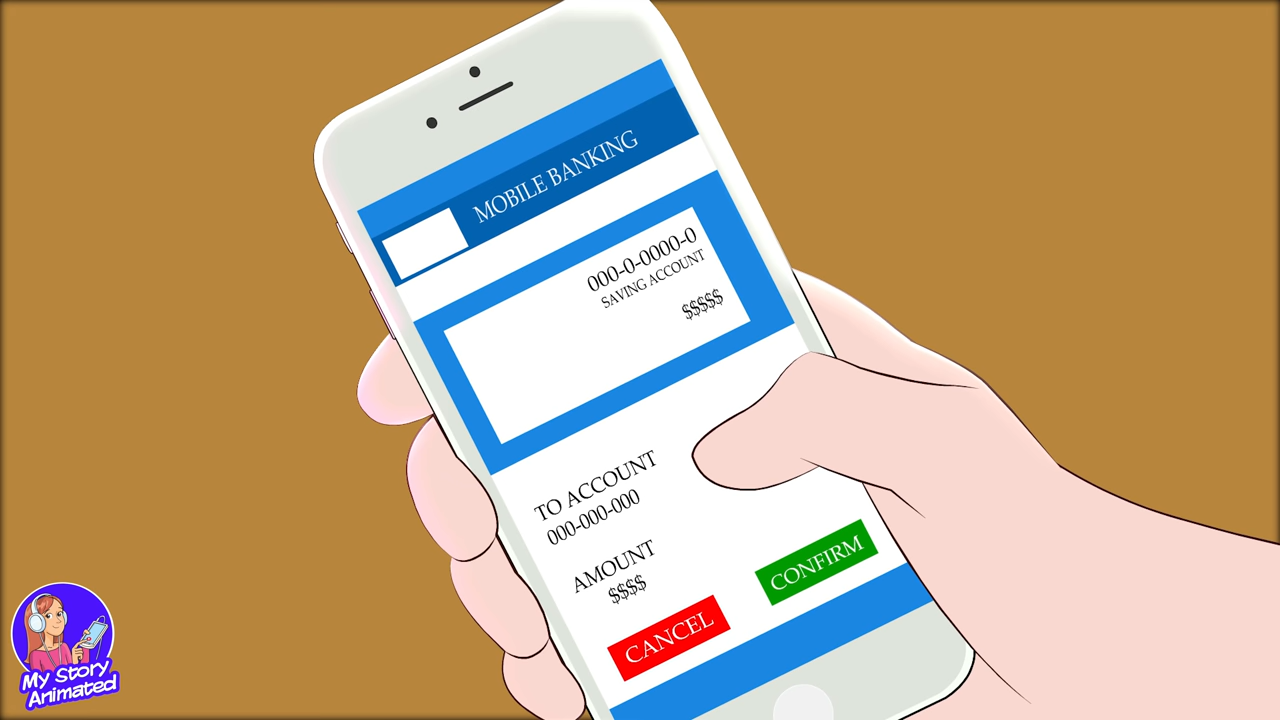 MOBILE BANKING
000-0-0000-0
SAVING ACCOUNT
$$$$$
TO ACCOUNT
000-000-000
AMOUNT
$$$$
CANCEL
CONFIRM
My Story
Animated